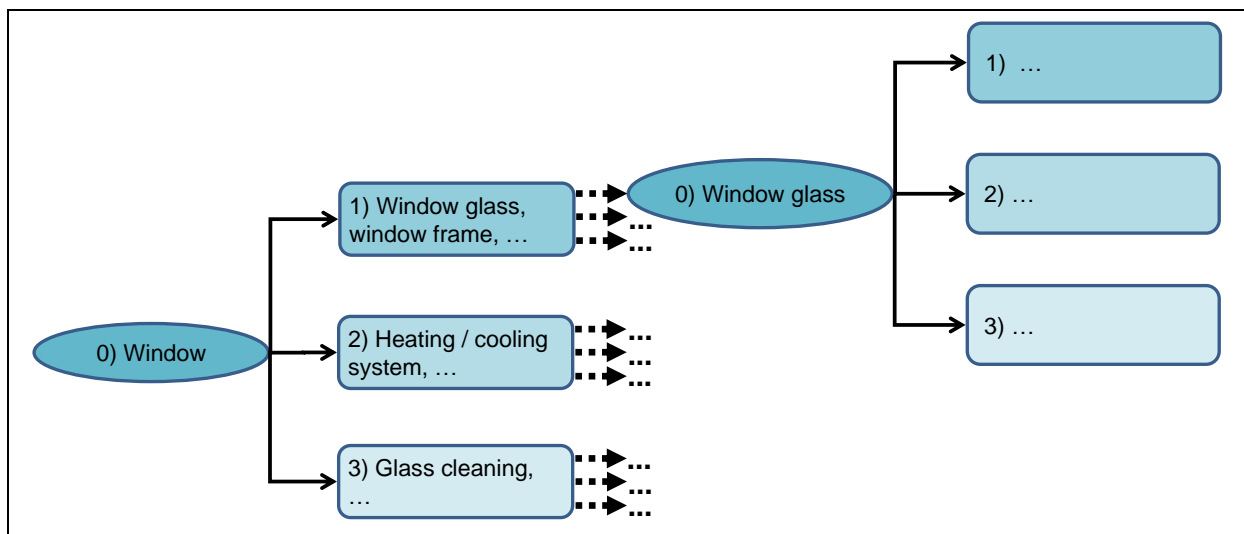 0) Window
1) Window glass,
window frame, …
...
...
2) Heating / cooling
system, …
...
...
...
3) Glass cleaning,
…
...
...
...
0) Window glass
1) …
2) …
3) …